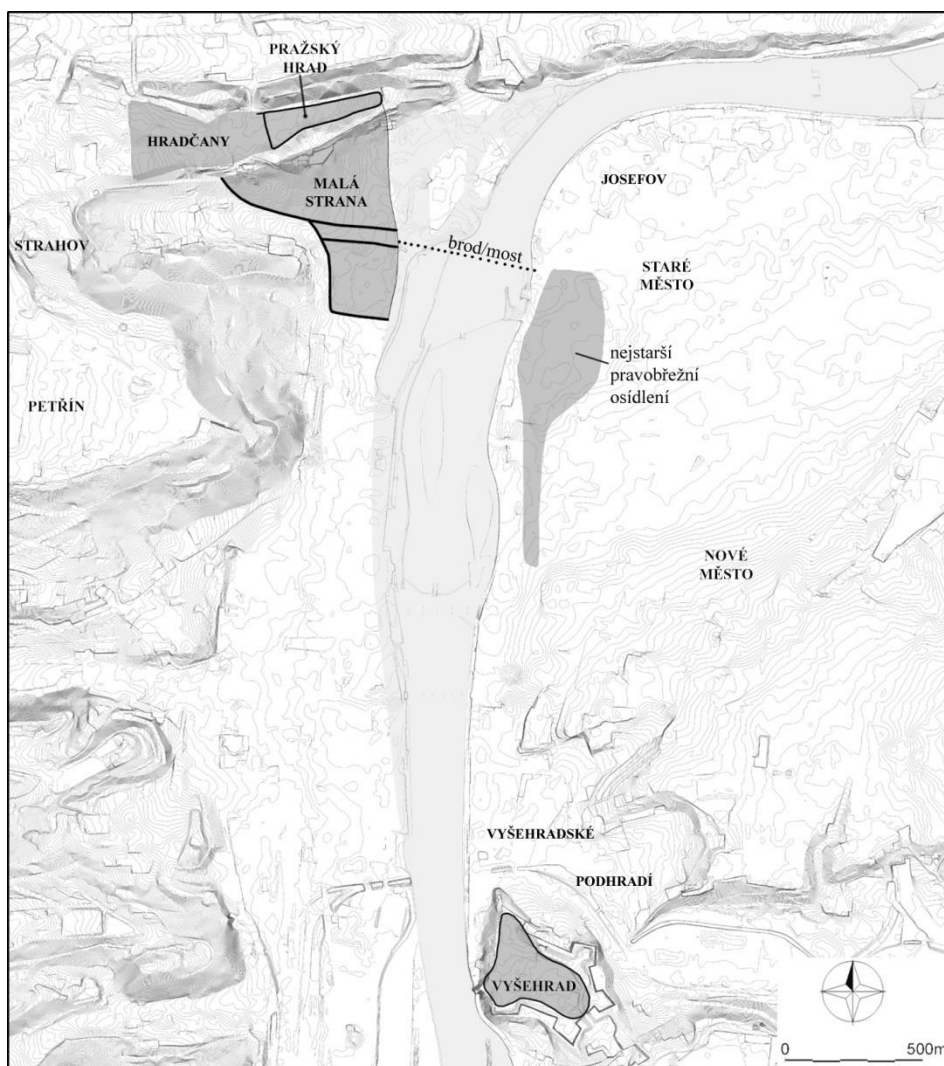 PRAŽSKÝ
HRAD
HRADČANY
MALÁ
STRANA
JOSEFOV
STRAHOV
brod/most
STARÉ
MĚSTO
nejstarší
pravobřežní
osídlení
PETŘÍN
NOVÉ
MĚSTO
VYŠEHRADSKÉ
PODHRADÍ
VYŠEHRAD
0 500m